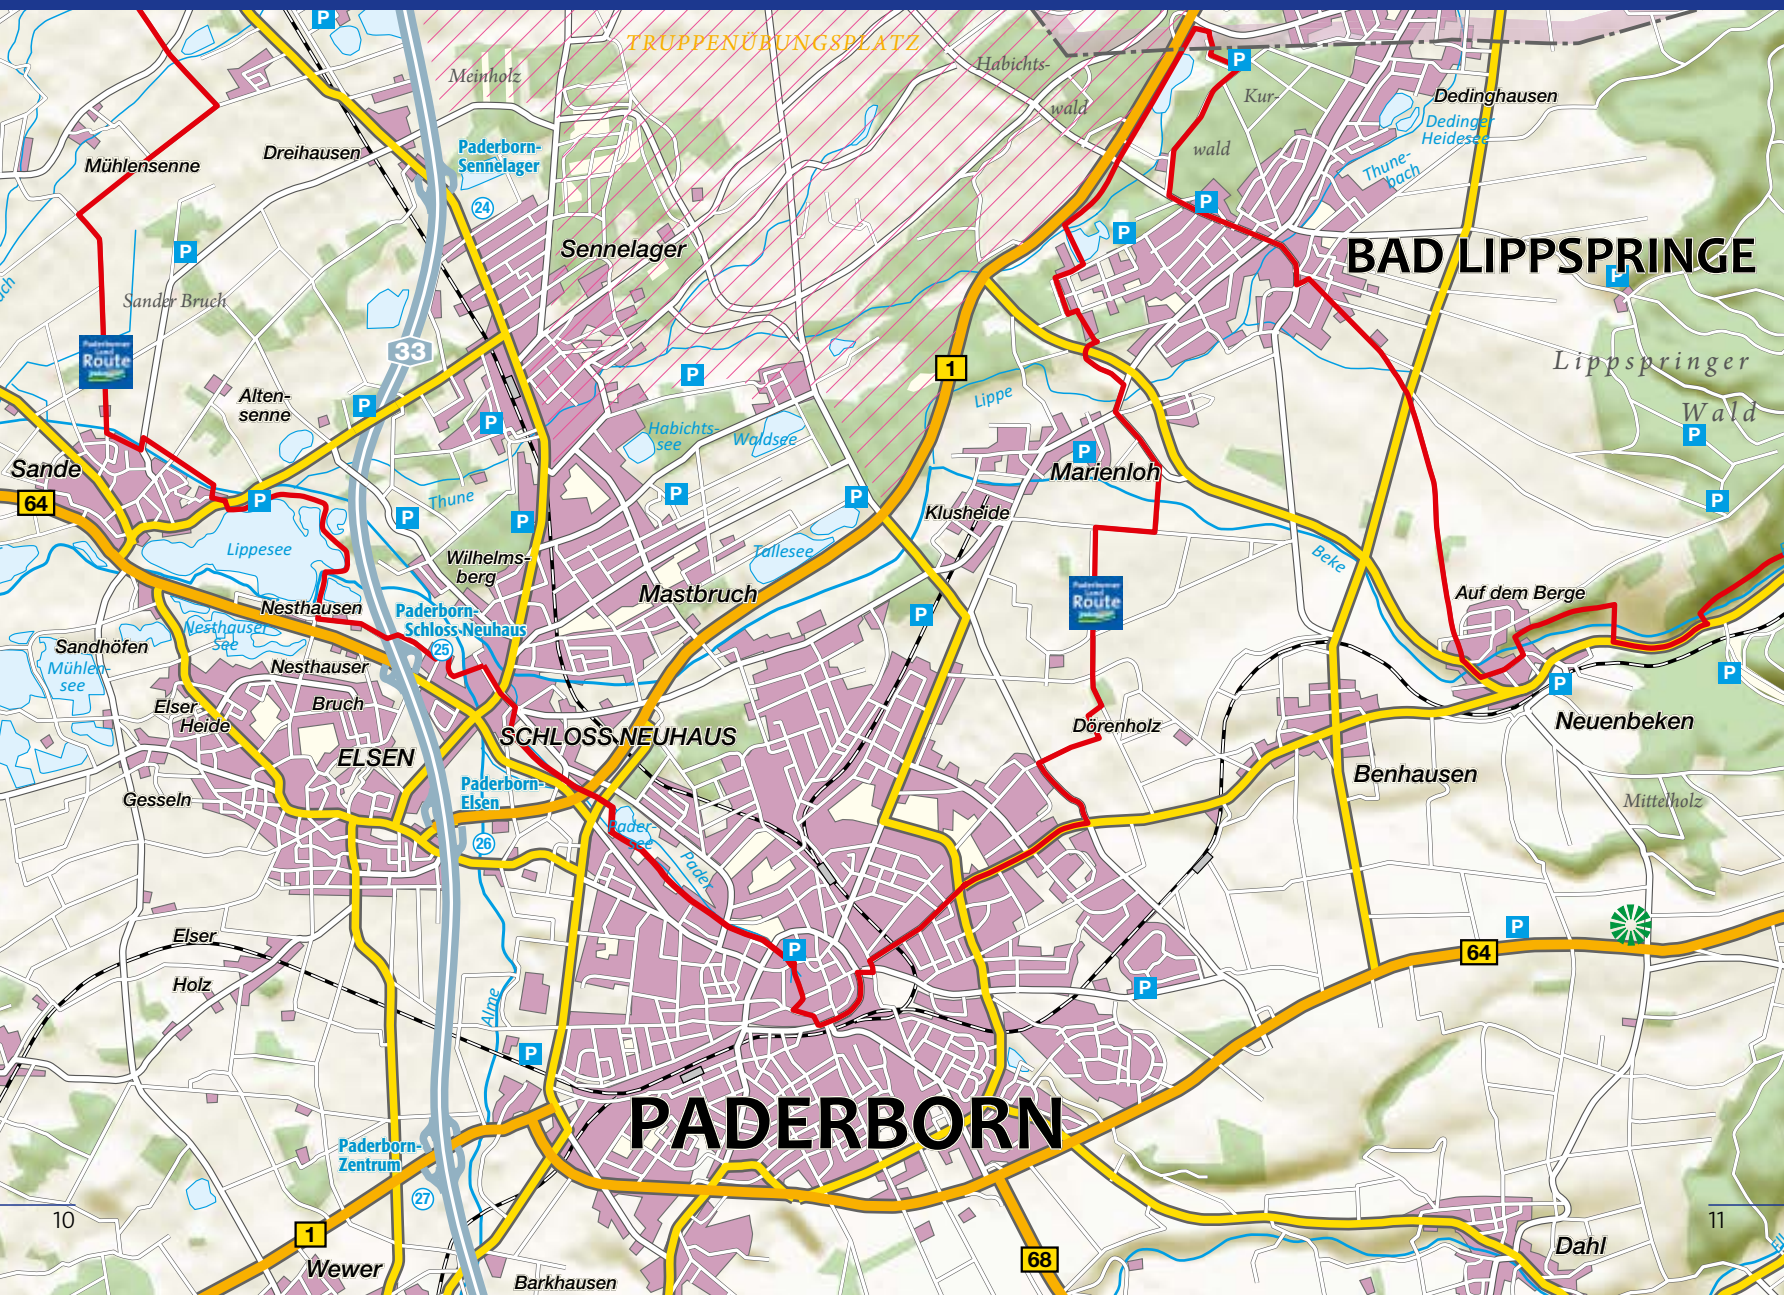 P
TRUPPENÜBUNGSPLATZ
Meinholz
Habichts-
wald
P
Kur-
wald
Dedinghausen
Dedinger
Heidesee
Thune-
bach
Mühlensenne
Dreihausen
Paderborn-
Sennelager
24
P
P
P
Sennelager
BAD LIPPSPRINGE
P
Sander Bruch
33
Paderborner
Land
Route
1
P
Lippspringer
Wald
P
Alten-
senne
P
P
Lippe
Habichts-
see
Waldsee
P
Marienloh
Sande
64
P
Thune
P
P
P
P
P
Klusheide
Lippesee
Wilhelms-
berg
Tallesee
Beke
Mastbruch
Paderborner
Land
Route
Auf dem Berge
Nesthausen
Paderborn-
Schloss Neuhaus
25
P
Nesthauser
See
Sandhöfen
Mühlen-
see
Nesthauser
Bruch
P
P
Elser
Heide
SCHLOSS NEUHAUS
Dörenholz
Neuenbeken
ELSEN
Benhausen
Gesseln
Paderborn-
Elsen
26
Pader-
see
Pader
Mittelholz
Elser
Holz
P
P
64
P
Alme
P
PADERBORN
Paderborn-
Zentrum
27
10
1
Wewer
Barkhausen
68
Dahl
11